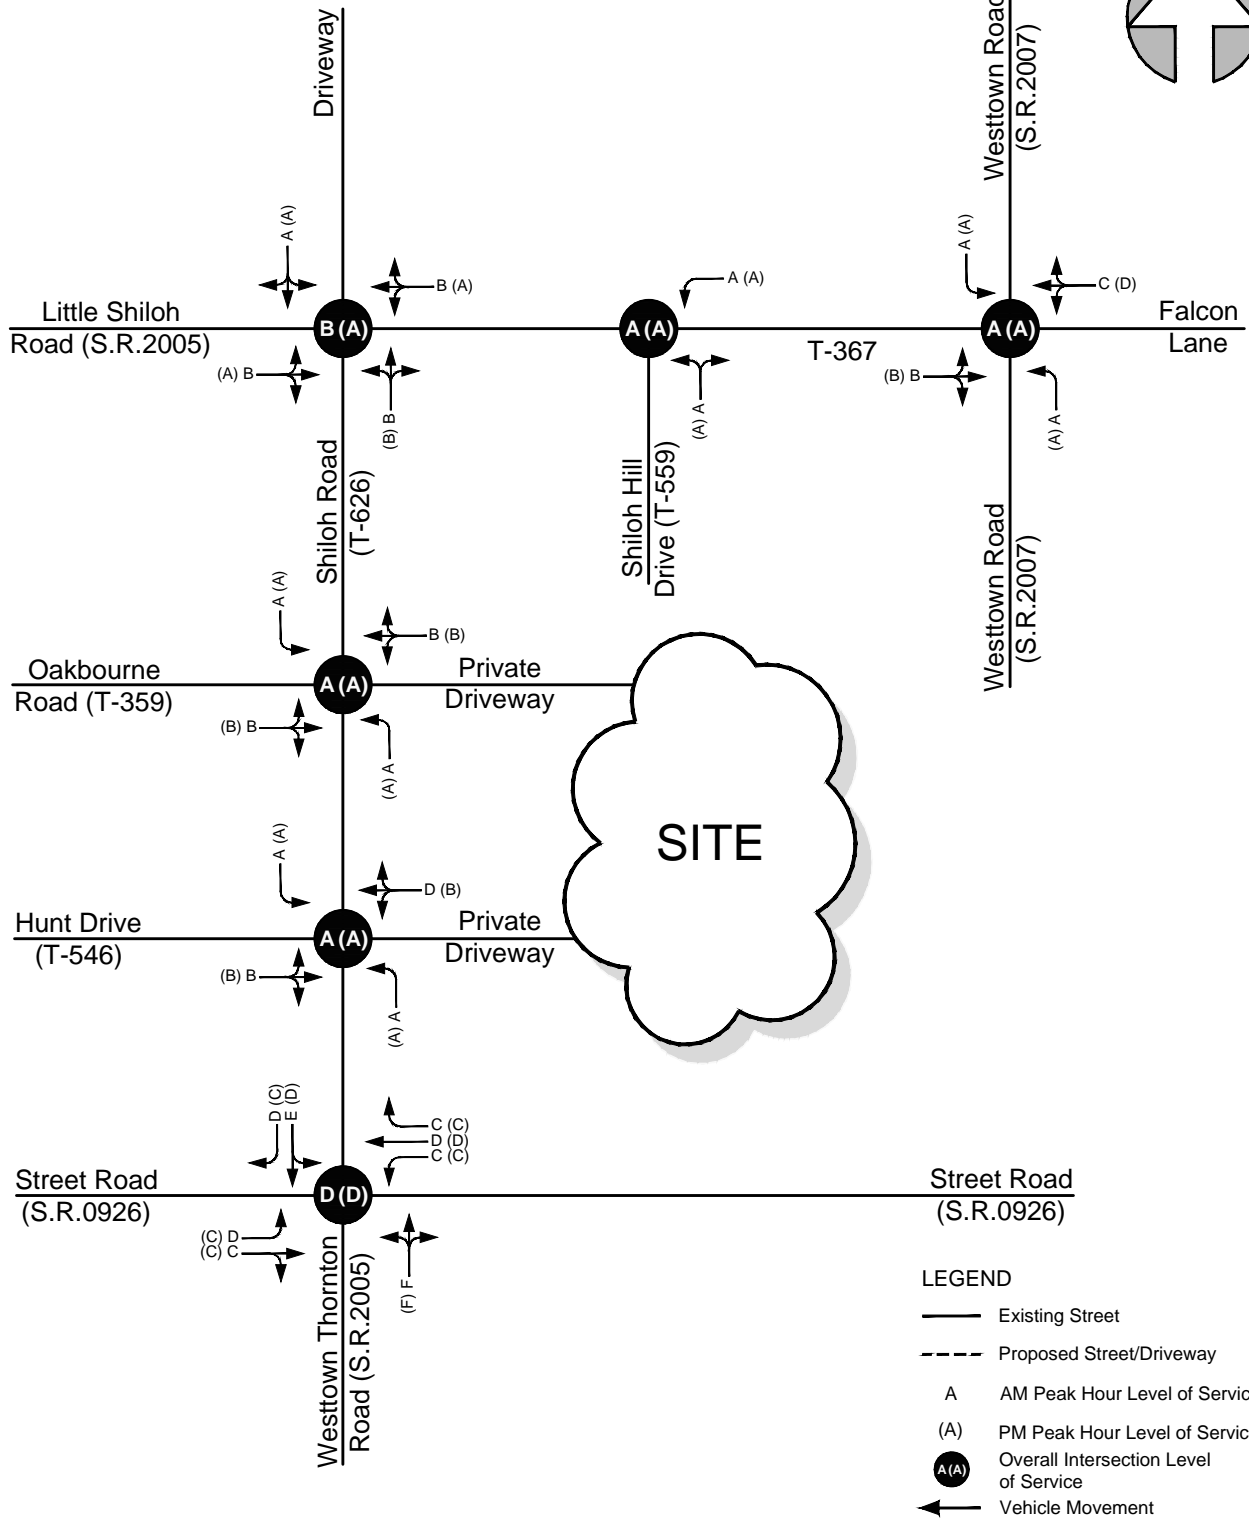 Driveway
Westtown Road
(S.R.2007)
A (A)
B (A)
Little Shiloh
Road (S.R.2005)
B (A)
(A) B
(B) B
A (A)
A (A)
(A) A
T-367
A (A)
C (D)
Falcon
Lane
A (A)
(B) B
(A) A
Shiloh Road
(T-626)
Shiloh Hill
Drive (T-559)
Westtown Road
(S.R.2007)
A (A)
B (B)
Oakbourne
Road (T-359)
A (A)
Private
Driveway
(B) B
(A) A
SITE
A (A)
D (B)
Hunt Drive
(T-546)
A (A)
Private
Driveway
(B) B
(A) A
D (C)
E (D)
C (C)
D (D)
C (C)
Street Road
(S.R.0926)
D (D)
Street Road
(S.R.0926)
(C) D
(C) C
(F) F
Westtown Thornton
Road (S.R.2005)
LEGEND
Existing Street
Proposed Street/Driveway
A AM Peak Hour Level of Servic
(A) PM Peak Hour Level of Servic
A (A) Overall Intersection Level
of Service
Vehicle Movement